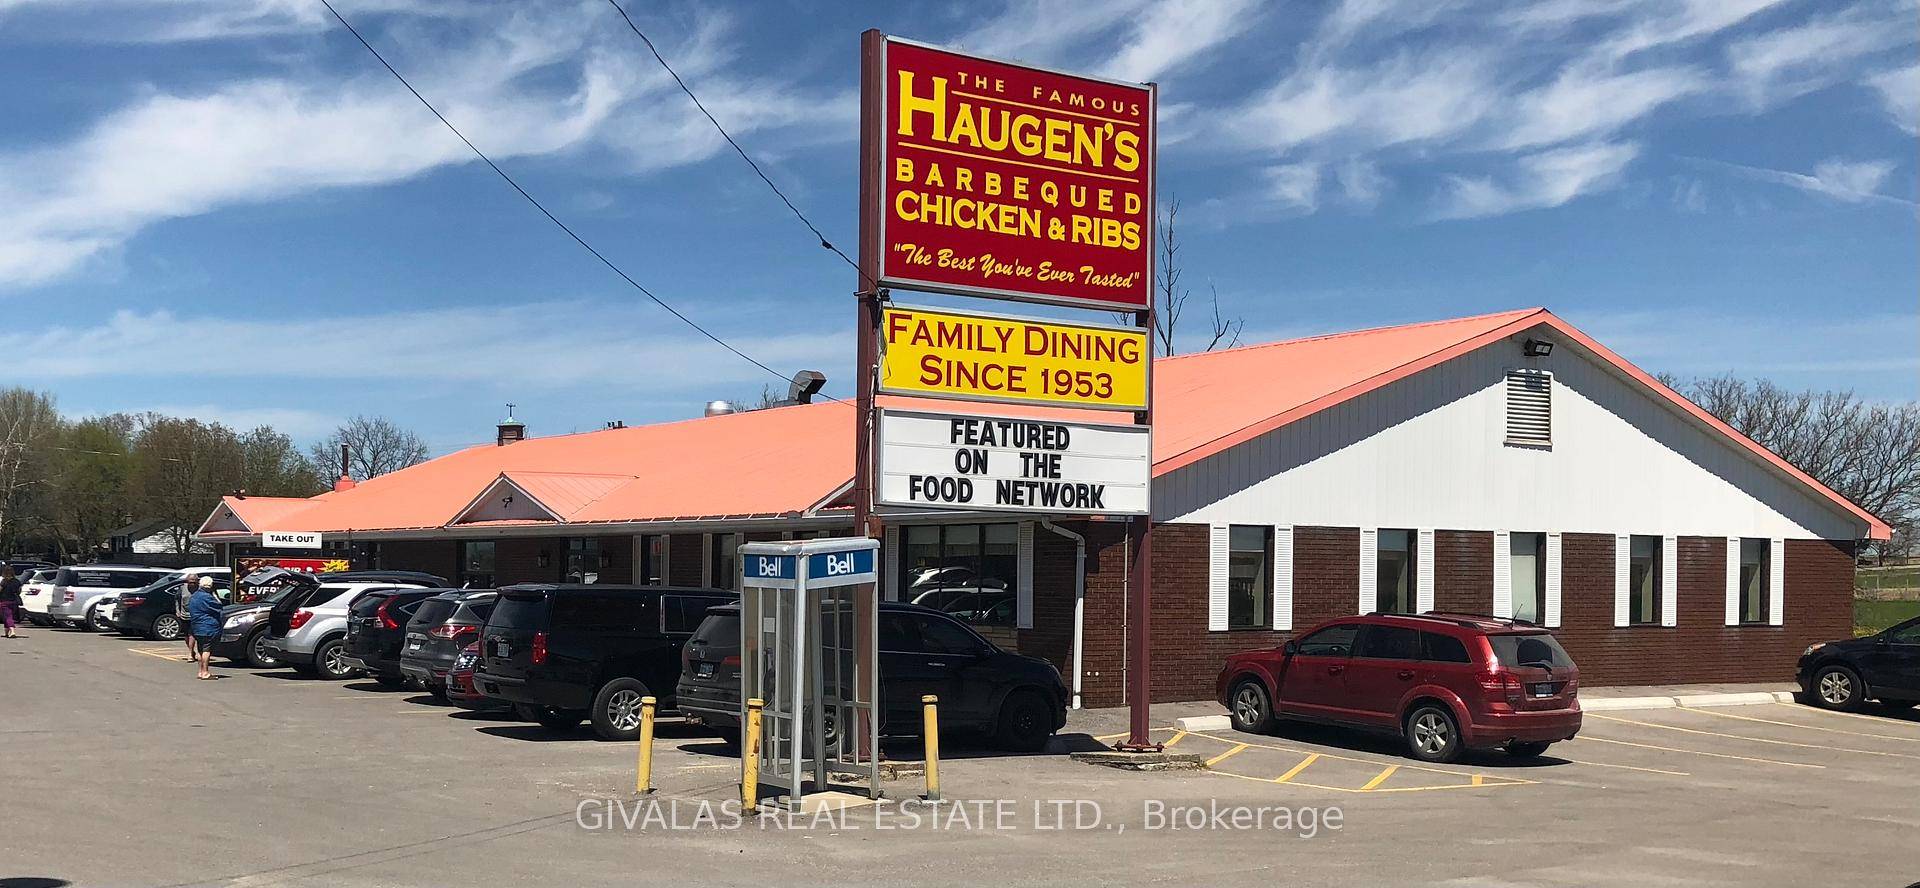 THE FAMOUS
HAUGEN'S
BARBEQUED
CHICKEN & RIBS
"The Best You've Ever Tasted"
FAMILY DINING
SINCE 1953
FEATURED
ON THE
FOOD NETWORK
TAKE OUT
Bell Bell
GIVALAS REAL ESTATE LTD., Brokerage